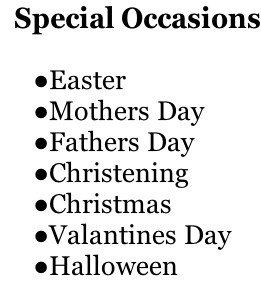 Special Occasions
●Easter
●Mothers Day
●Fathers Day
●Christening
●Christmas
●Valantines Day
●Halloween